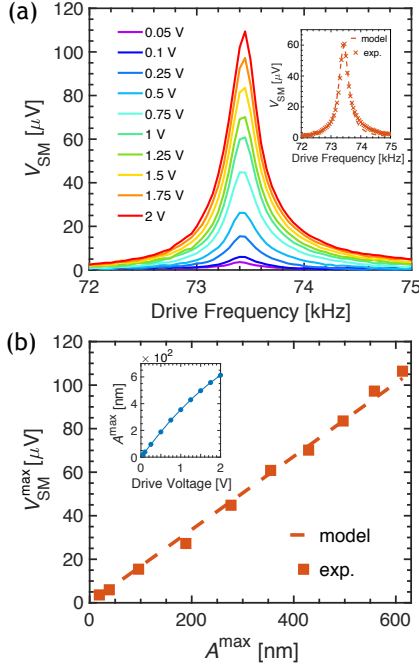 (a)
120
100
80
60
40
20
0
V_SM [μV]
0.05 V
0.1 V
0.25 V
0.5 V
0.75 V
1 V
1.25 V
1.5 V
1.75 V
2 V
60
40
20
0
V_SM [μV]
model
exp.
72 73 74 75
Drive Frequency [kHz]
72 73 74 75
Drive Frequency [kHz]
(b)
120
100
80
60
40
20
0
V_SM^max [μV]
× 10²
6
4
2
0
A^max [nm]
0 1 2
Drive Voltage [V]
model
exp.
0 150 300 450 600
A^max [nm]